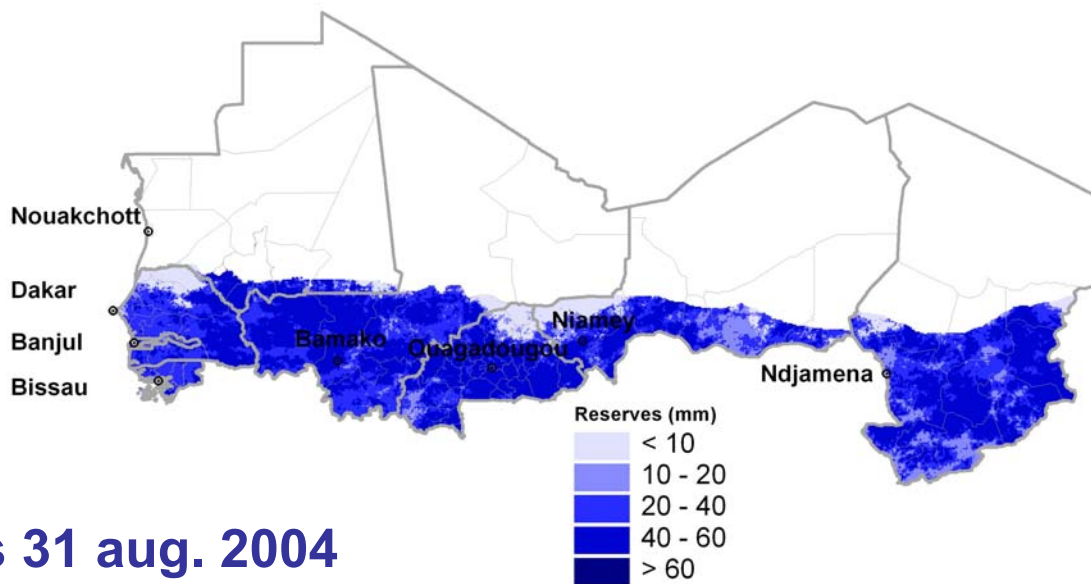 Nouakchott
Dakar
Banjul
Bissau
Bamako
Ouagadougou
Niamey
Ndjamena
Reserves (mm)
< 10
10 - 20
20 - 40
40 - 60
> 60
s 31 aug. 2004